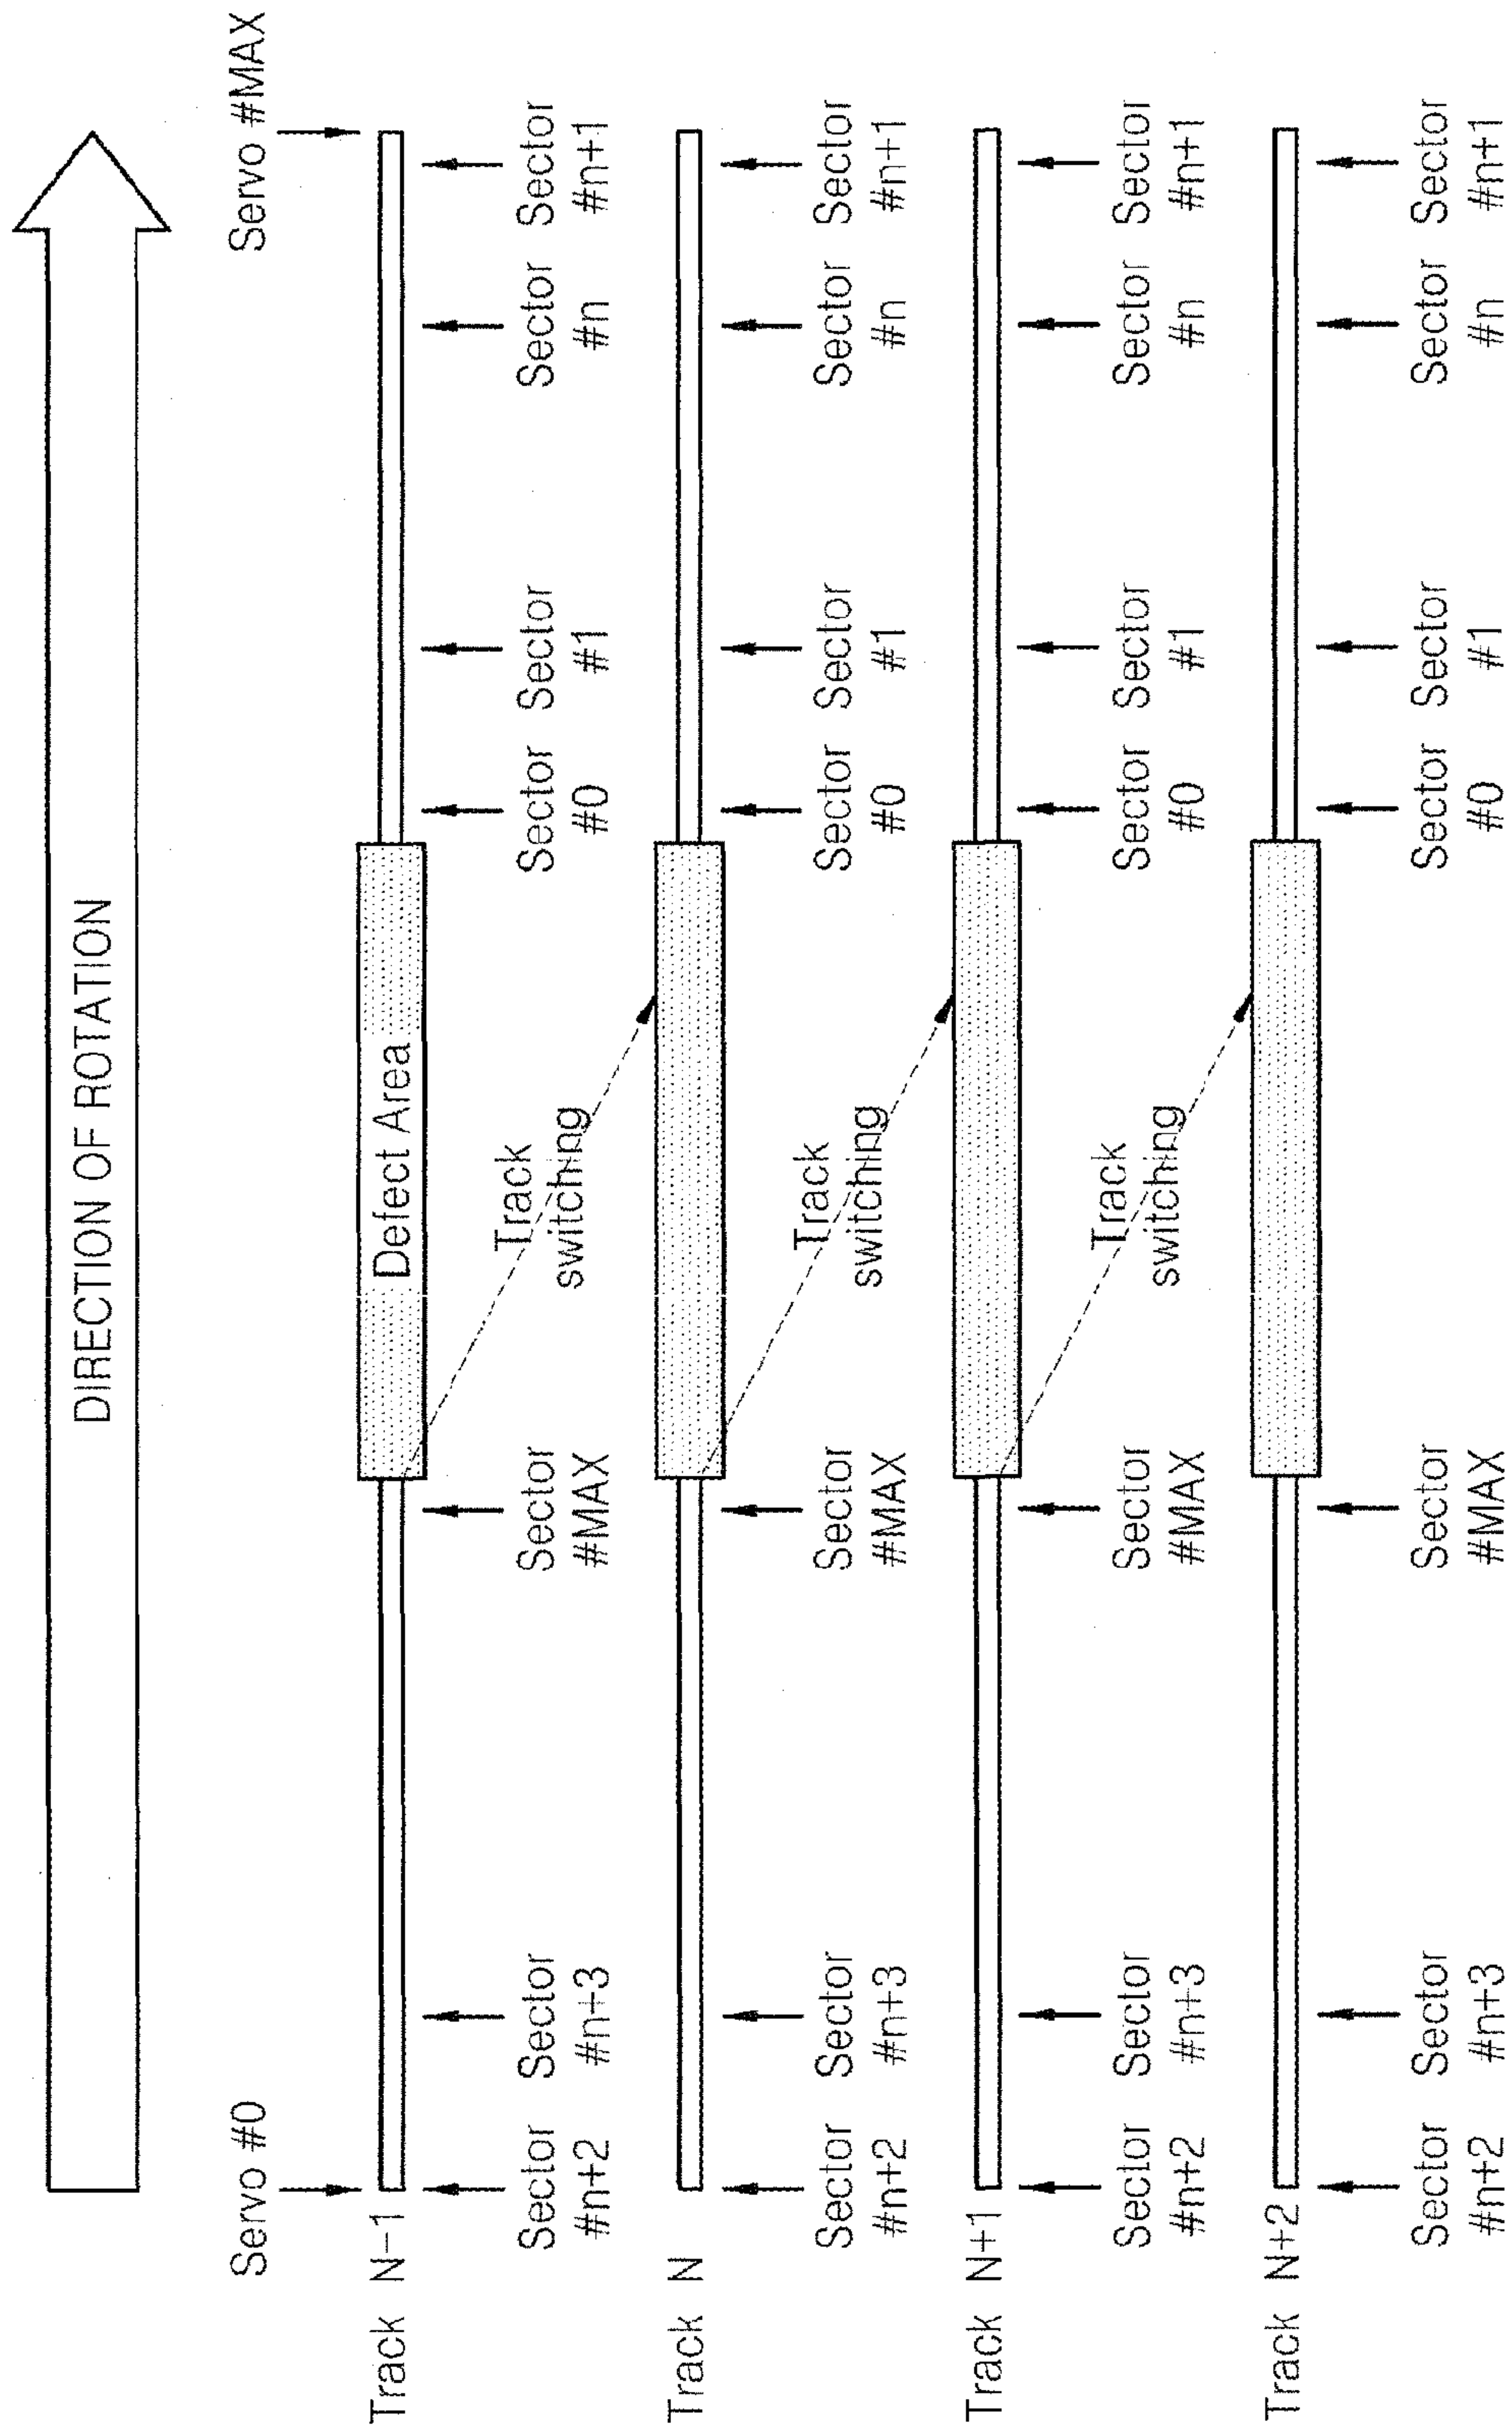 DIRECTION OF ROTATION
Servo #0
Servo #MAX
Track N-1
Defect Area
Sector
#n+2
Sector
#n+3
Sector
#MAX
Track
switching
Sector
#0
Sector
#1
Sector
#n
Sector
#n+1
Track N
Sector
#n+2
Sector
#n+3
Sector
#MAX
Track
switching
Sector
#0
Sector
#1
Sector
#n
Sector
#n+1
Track N+1
Sector
#n+2
Sector
#n+3
Sector
#MAX
Track
switching
Sector
#0
Sector
#1
Sector
#n
Sector
#n+1
Track N+2
Sector
#n+2
Sector
#n+3
Sector
#MAX
Sector
#0
Sector
#1
Sector
#n
Sector
#n+1